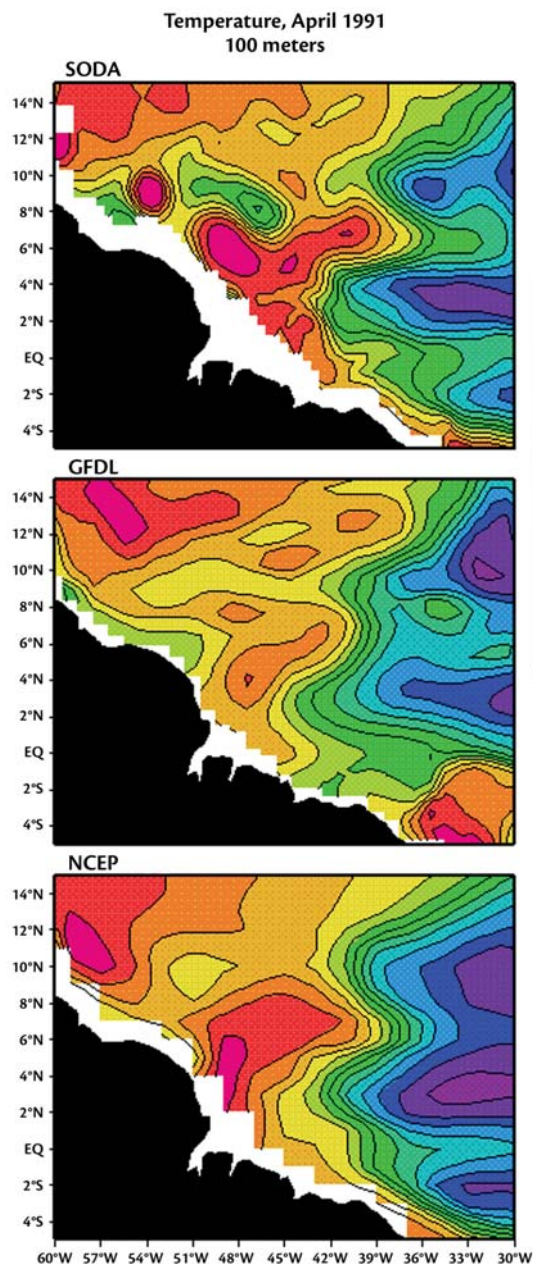 Temperature, April 1991
100 meters
SODA
14°N
12°N
10°N
8°N
6°N
4°N
2°N
EQ
2°S
4°S
GFDL
14°N
12°N
10°N
8°N
6°N
4°N
2°N
EQ
2°S
4°S
NCEP
14°N
12°N
10°N
8°N
6°N
4°N
2°N
EQ
2°S
4°S
60°W 57°W 54°W 51°W 48°W 45°W 42°W 39°W 36°W 33°W 30°W